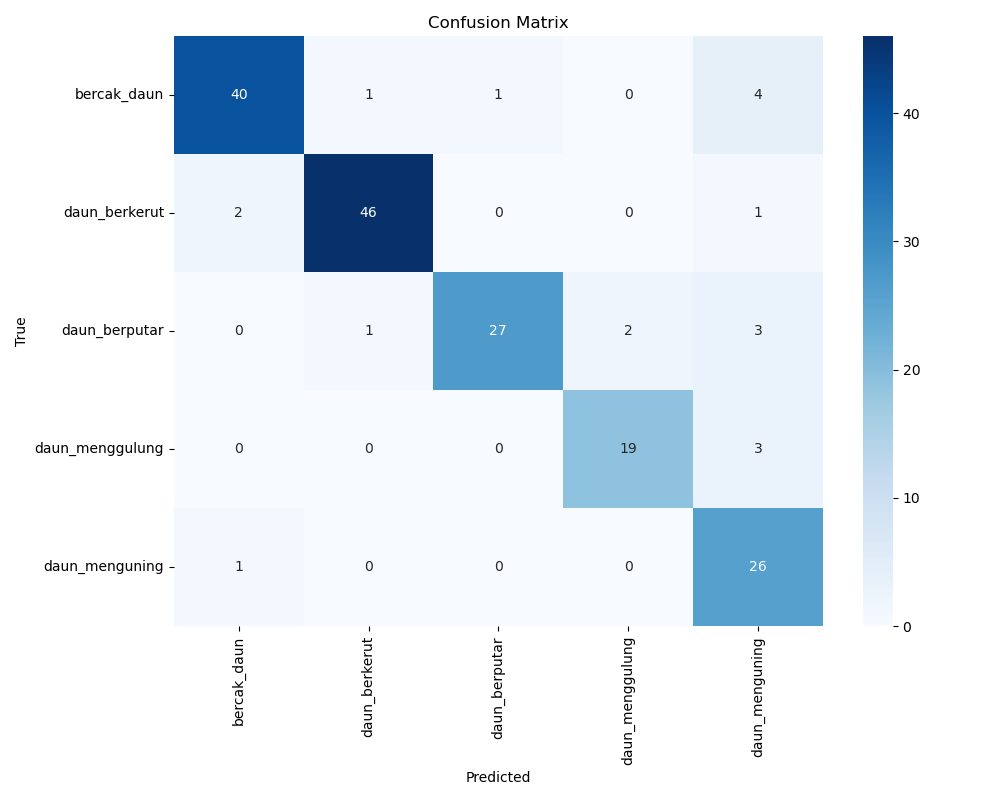 Confusion Matrix
True
bercak_daun 40 1 1 0 4
daun_berkerut 2 46 0 0 1
daun_berputar 0 1 27 2 3
daun_menggulung 0 0 0 19 3
daun_menguning 1 0 0 0 26
bercak_daun daun_berkerut daun_berputar daun_menggulung daun_menguning
Predicted
40
30
20
10
0